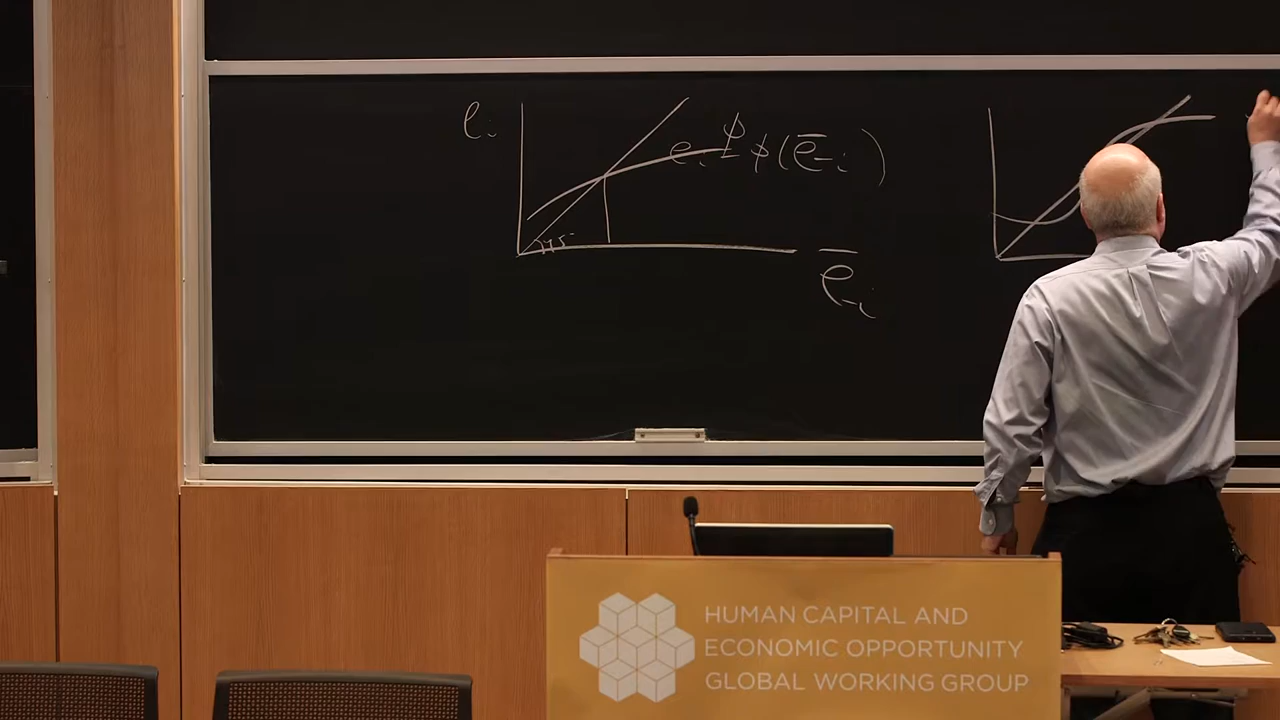 eᵢ
eᵢ = ϕ(ē₋ᵢ)
45
ē₋ᵢ
HUMAN CAPITAL AND
ECONOMIC OPPORTUNITY
GLOBAL WORKING GROUP